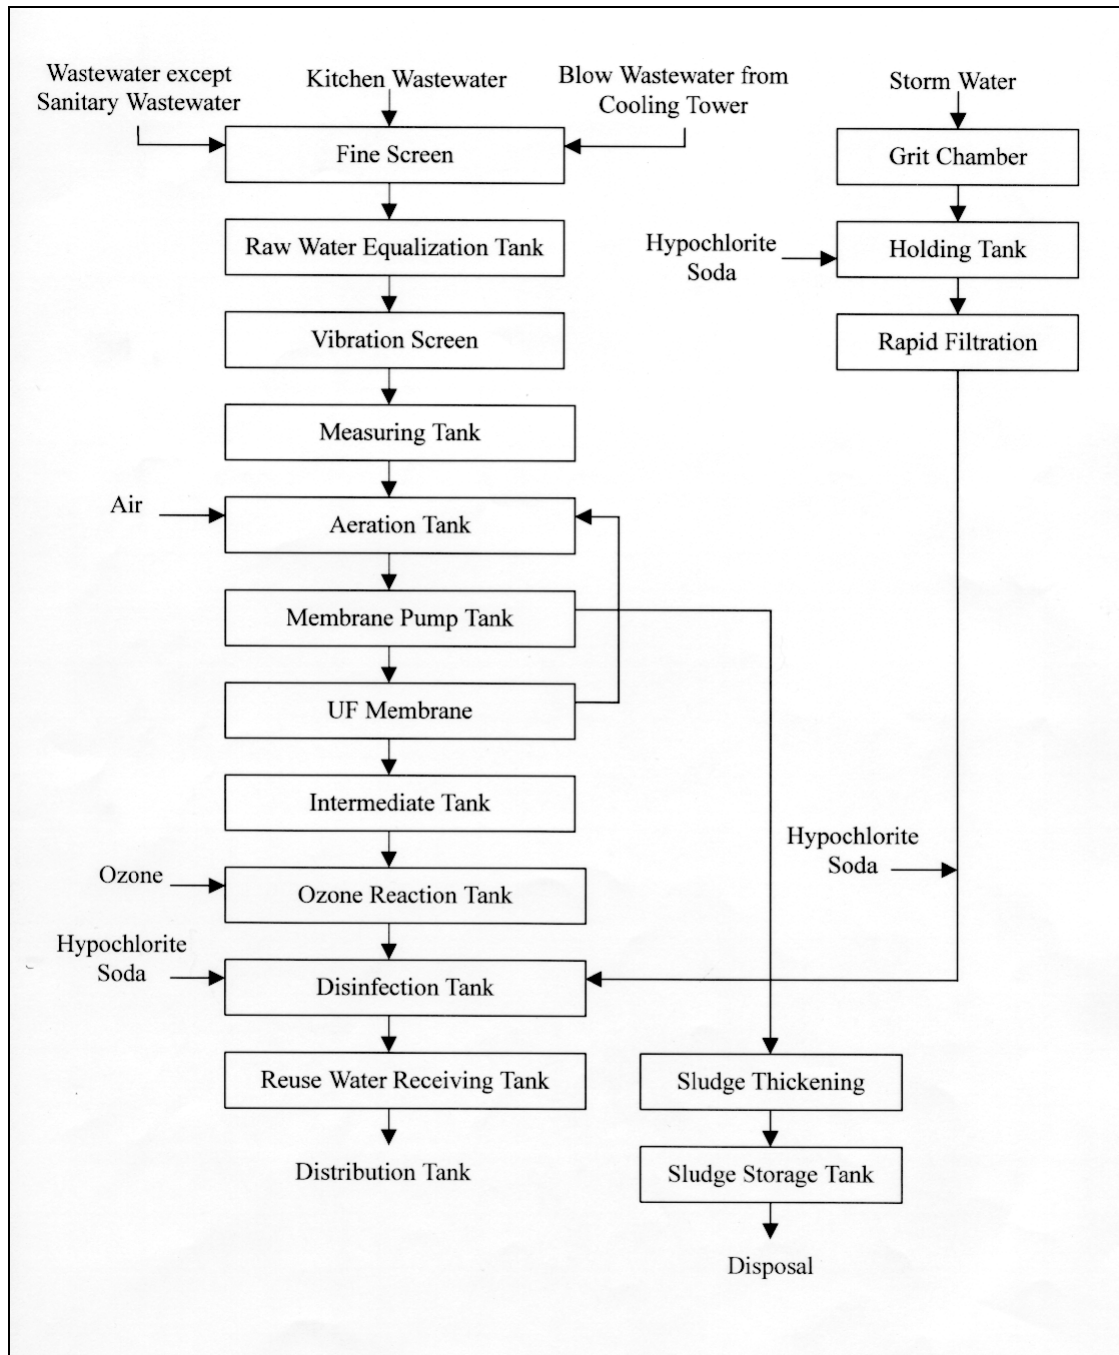 Wastewater except
Sanitary Wastewater
Kitchen Wastewater
Blow Wastewater from
Cooling Tower
Storm Water
Fine Screen
Grit Chamber
Raw Water Equalization Tank
Hypochlorite
Soda
Holding Tank
Vibration Screen
Rapid Filtration
Measuring Tank
Air
Aeration Tank
Membrane Pump Tank
UF Membrane
Intermediate Tank
Hypochlorite
Soda
Ozone
Ozone Reaction Tank
Hypochlorite
Soda
Disinfection Tank
Reuse Water Receiving Tank
Sludge Thickening
Distribution Tank
Sludge Storage Tank
Disposal